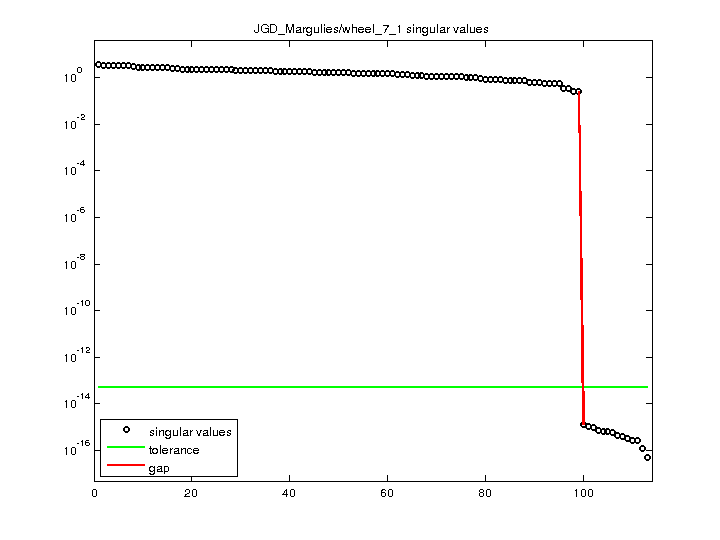 JGD_Margulies/wheel_7_1 singular values
10^0
10^-2
10^-4
10^-6
10^-8
10^-10
10^-12
10^-14
10^-16
singular values
tolerance
gap
0 20 40 60 80 100